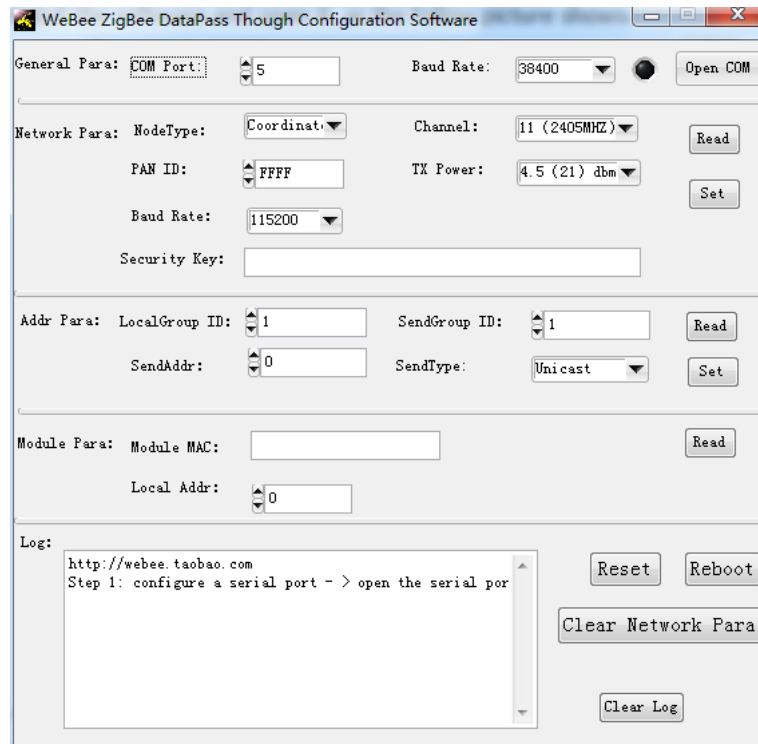 WeBee ZigBee DataPass Though Configuration Software
General Para: COM Port: 5 Baud Rate: 38400 Open COM
Network Para: NodeType: Coordinat Channel: 11 (2405MHZ) Read
PAN ID: FFFF TX Power: 4.5 (21) dbm
Set
Baud Rate: 115200
Security Key:
Addr Para: LocalGroup ID: 1 SendGroup ID: 1 Read
SendAddr: 0 SendType: Unicast Set
Module Para: Module MAC: Read
Local Addr: 0
Log:
http://webee.taobao.com
Step 1: configure a serial port - > open the serial por
Reset Reboot
Clear Network Para
Clear Log